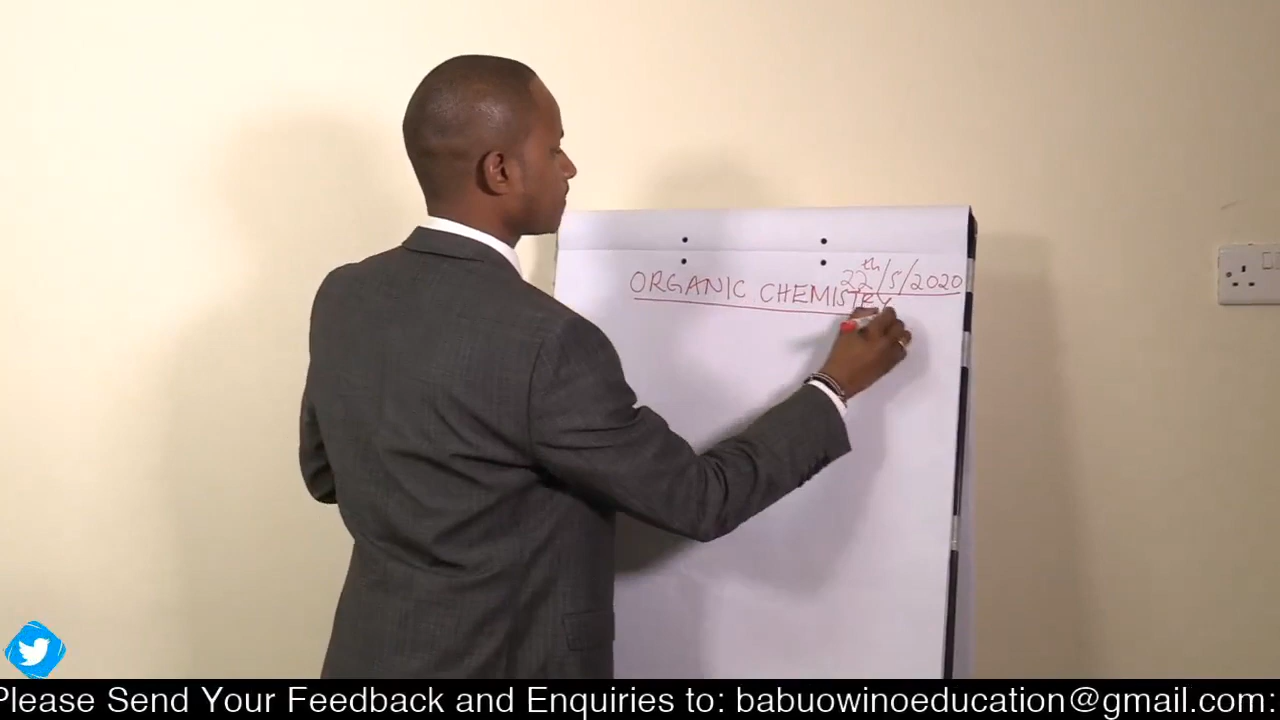 22th/5/2020
ORGANIC CHEMISTRY
Please Send Your Feedback and Enquiries to: babuowinoeducation@gmail.com: